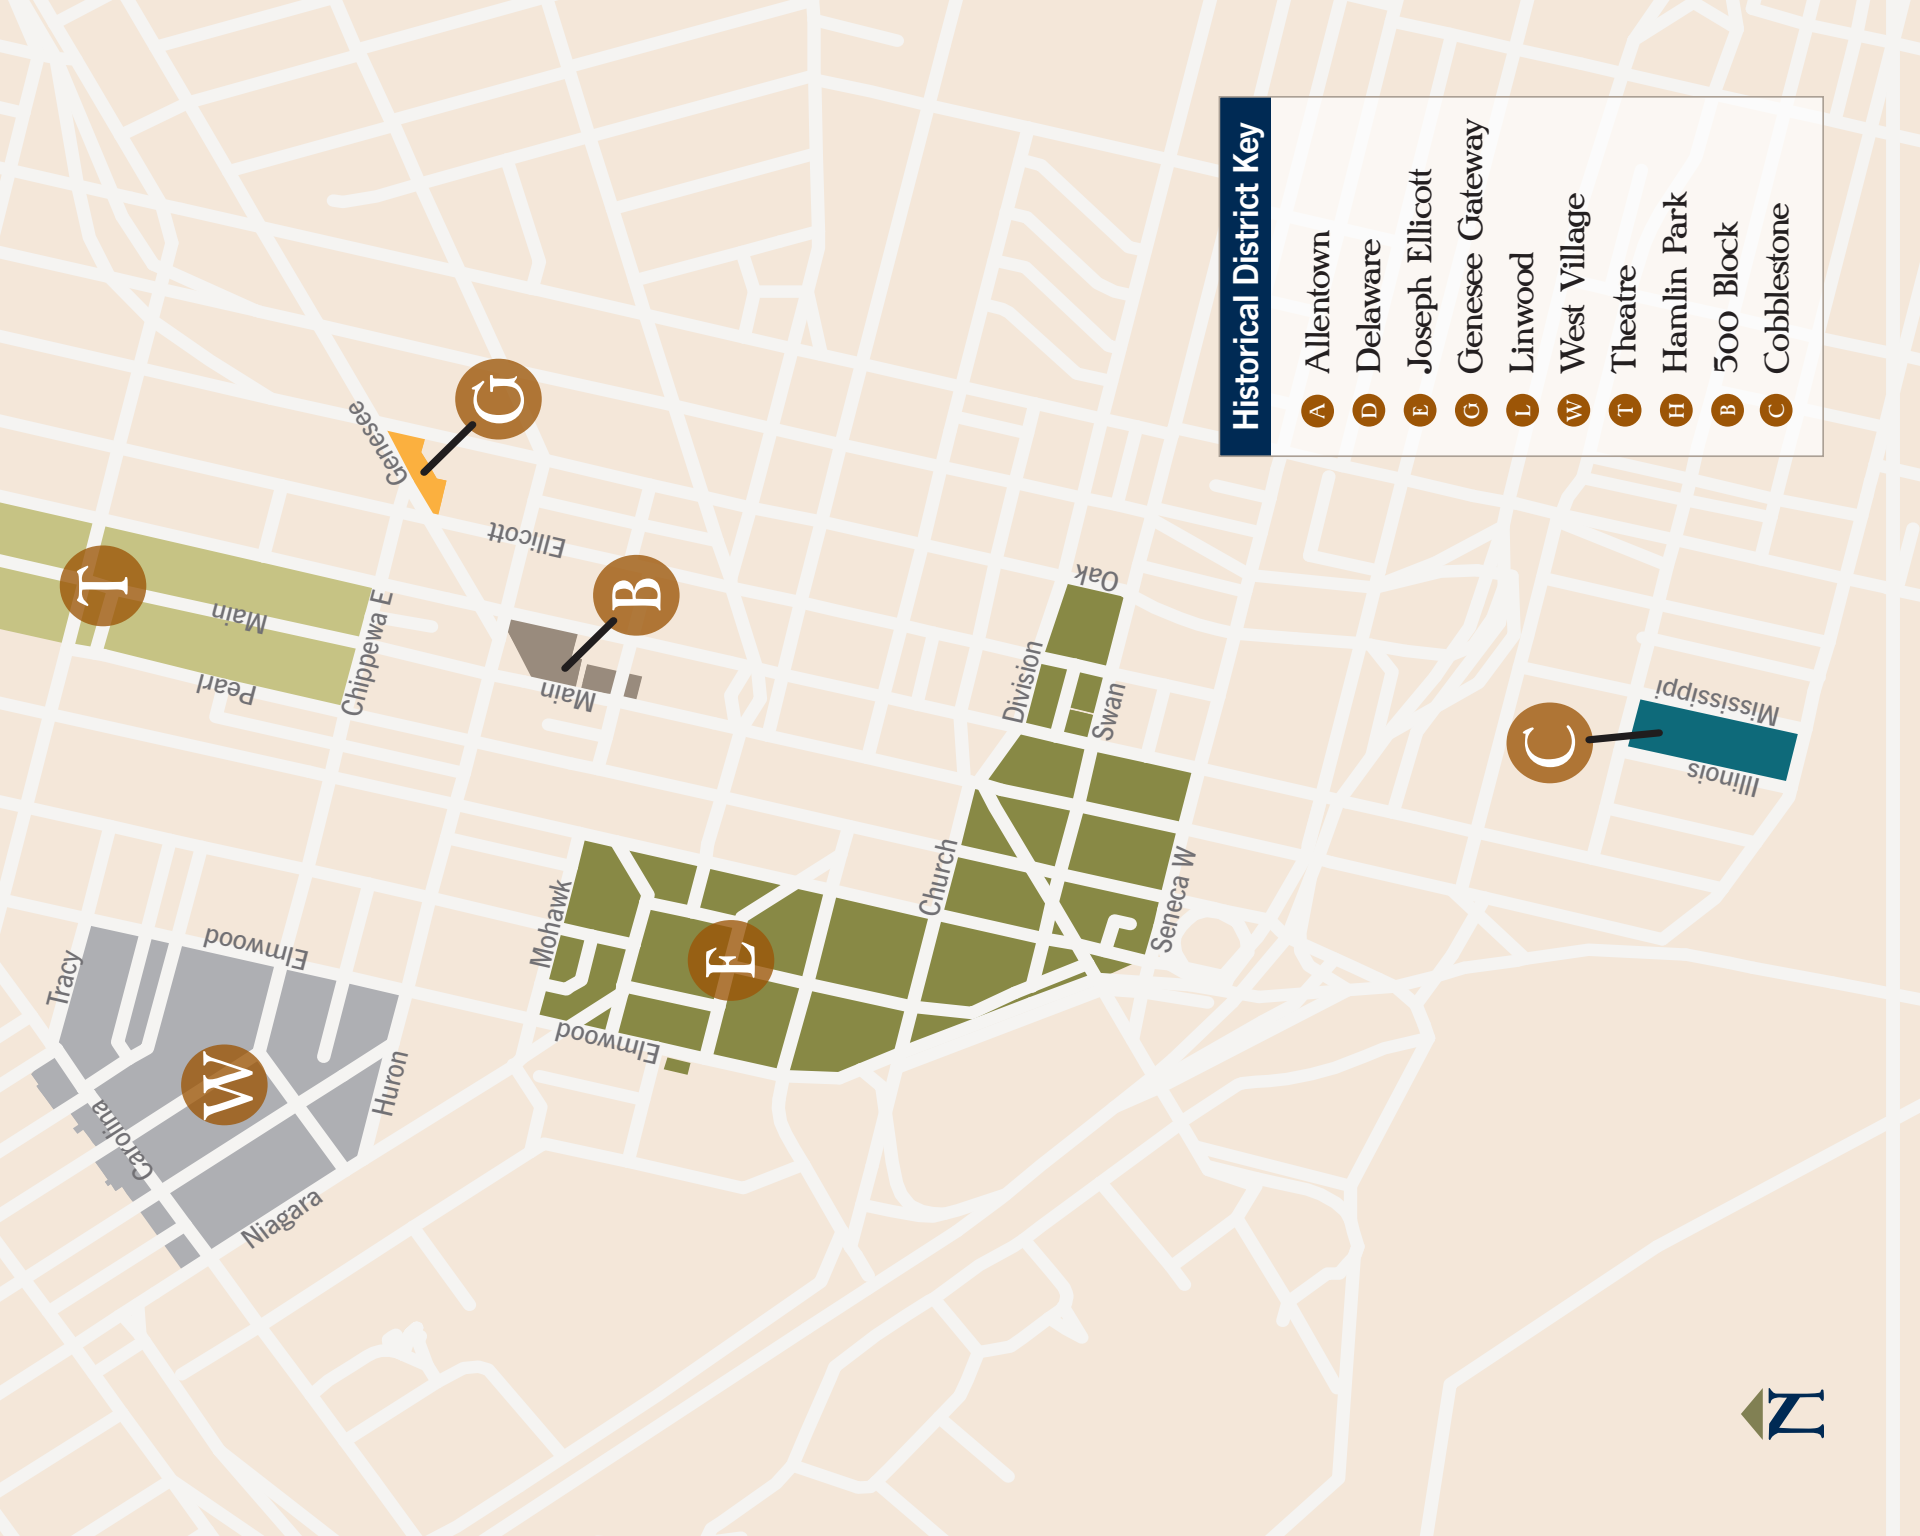 Historical District Key
A Allentown
D Delaware
E Joseph Ellicott
G Genesee Gateway
L Linwood
W West Village
T Theatre
H Hamlin Park
B 500 Block
C Cobblestone
T
Main
Pearl
Chippewa E
Genesee
G
Ellicott
B
Main
Oak
Division
Swan
Church
Seneca W
Mohawk
E
Elmwood
Tracy
Elmwood
W
Carolina
Huron
Niagara
C
Mississippi
Illinois
N